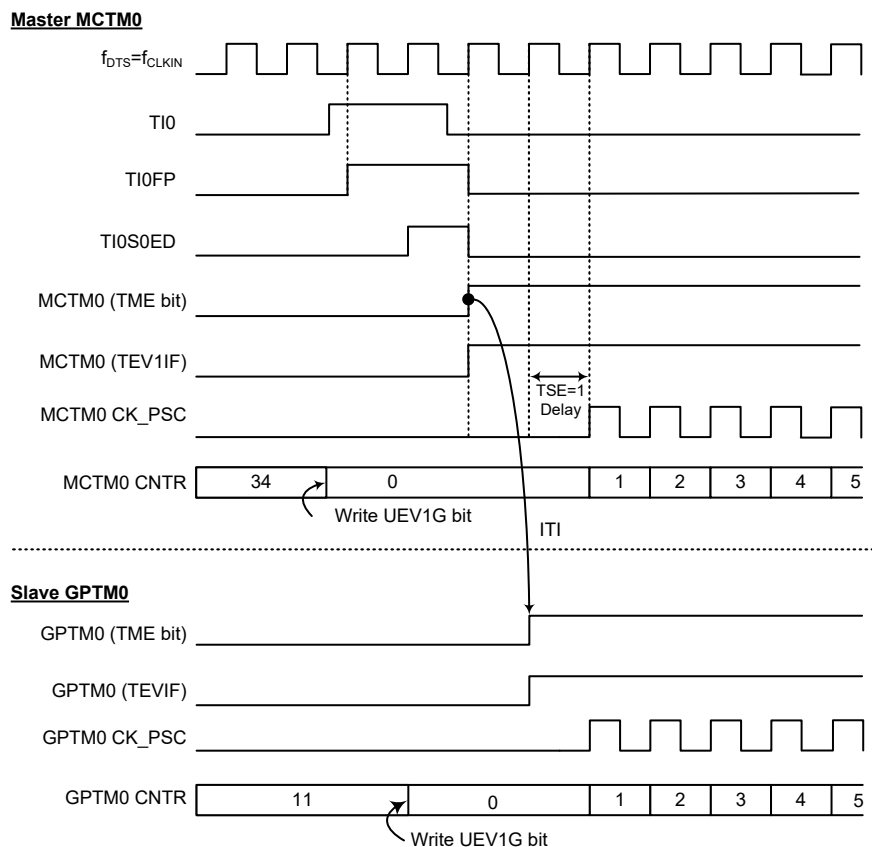 Master MCTM0
fDTS=fCLKIN
TI0
TI0FP
TI0S0ED
MCTM0 (TME bit)
MCTM0 (TEV1IF)
TSE=1
Delay
MCTM0 CK_PSC
MCTM0 CNTR 34 0 1 2 3 4 5
Write UEV1G bit
ITI
Slave GPTM0
GPTM0 (TME bit)
GPTM0 (TEVIF)
GPTM0 CK_PSC
GPTM0 CNTR 11 0 1 2 3 4 5
Write UEV1G bit